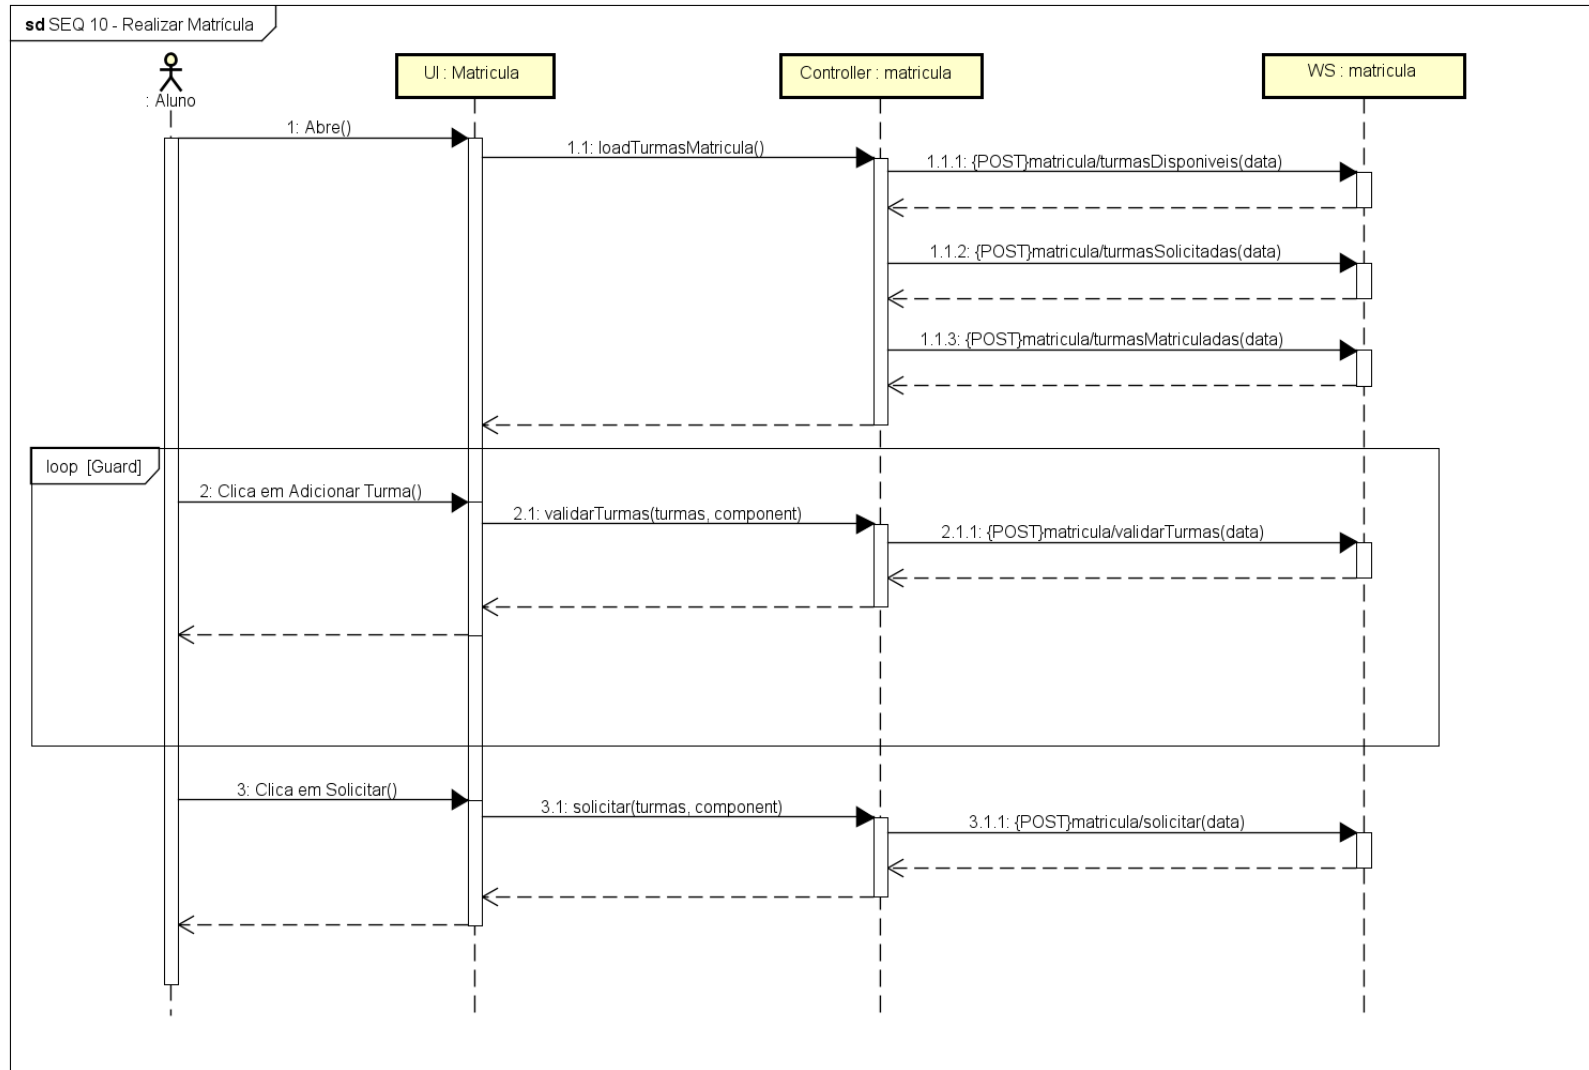 sd SEQ 10 - Realizar Matrícula
: Aluno
UI : Matricula
Controller : matricula
WS : matricula
1: Abre()
1.1: loadTurmasMatricula()
1.1.1: {POST}matricula/turmasDisponiveis(data)
1.1.2: {POST}matricula/turmasSolicitadas(data)
1.1.3: {POST}matricula/turmasMatriculadas(data)
loop [Guard]
2: Clica em Adicionar Turma()
2.1: validarTurmas(turmas, component)
2.1.1: {POST}matricula/validarTurmas(data)
3: Clica em Solicitar()
3.1: solicitar(turmas, component)
3.1.1: {POST}matricula/solicitar(data)